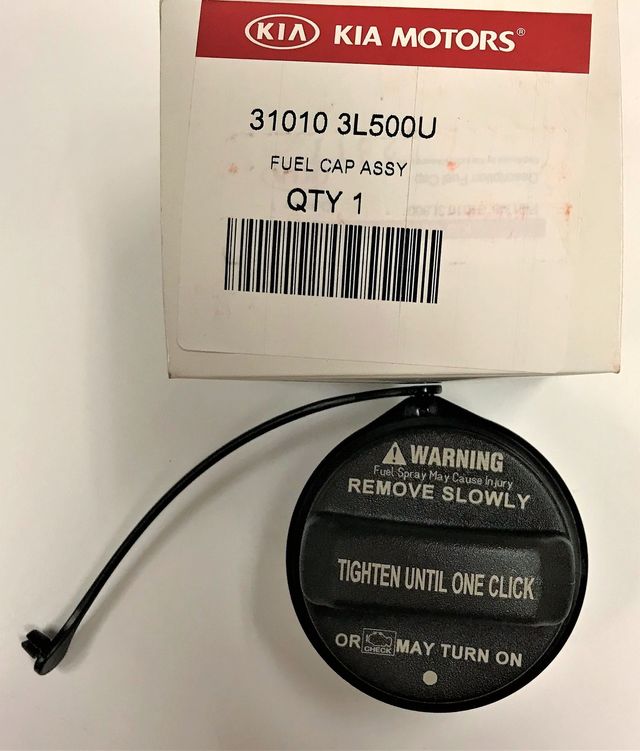 KIA KIA MOTORS®
31010 3L500U
FUEL CAP ASSY
QTY 1
WARNING
Fuel Spray May Cause Injury
REMOVE SLOWLY
TIGHTEN UNTIL ONE CLICK
OR CHECK MAY TURN ON